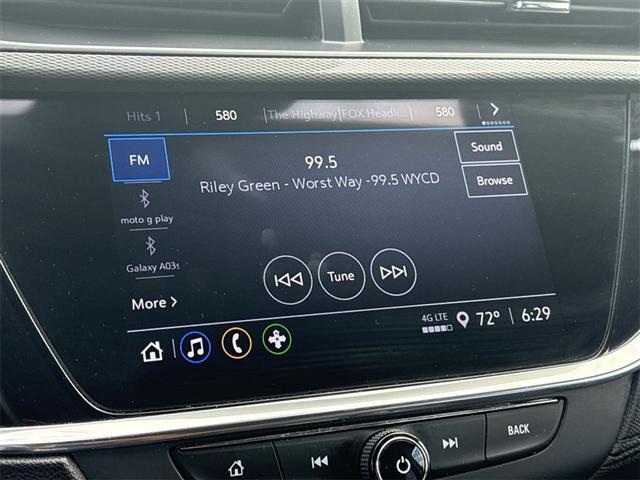 Hits 1 | 580 | The Highway | FOX Headli... 580
FM
99.5
Sound
Riley Green - Worst Way -99.5 WYCD
Browse
moto g play
Galaxy A03s
Tune
More >
4G LTE 72° | 6:29
BACK